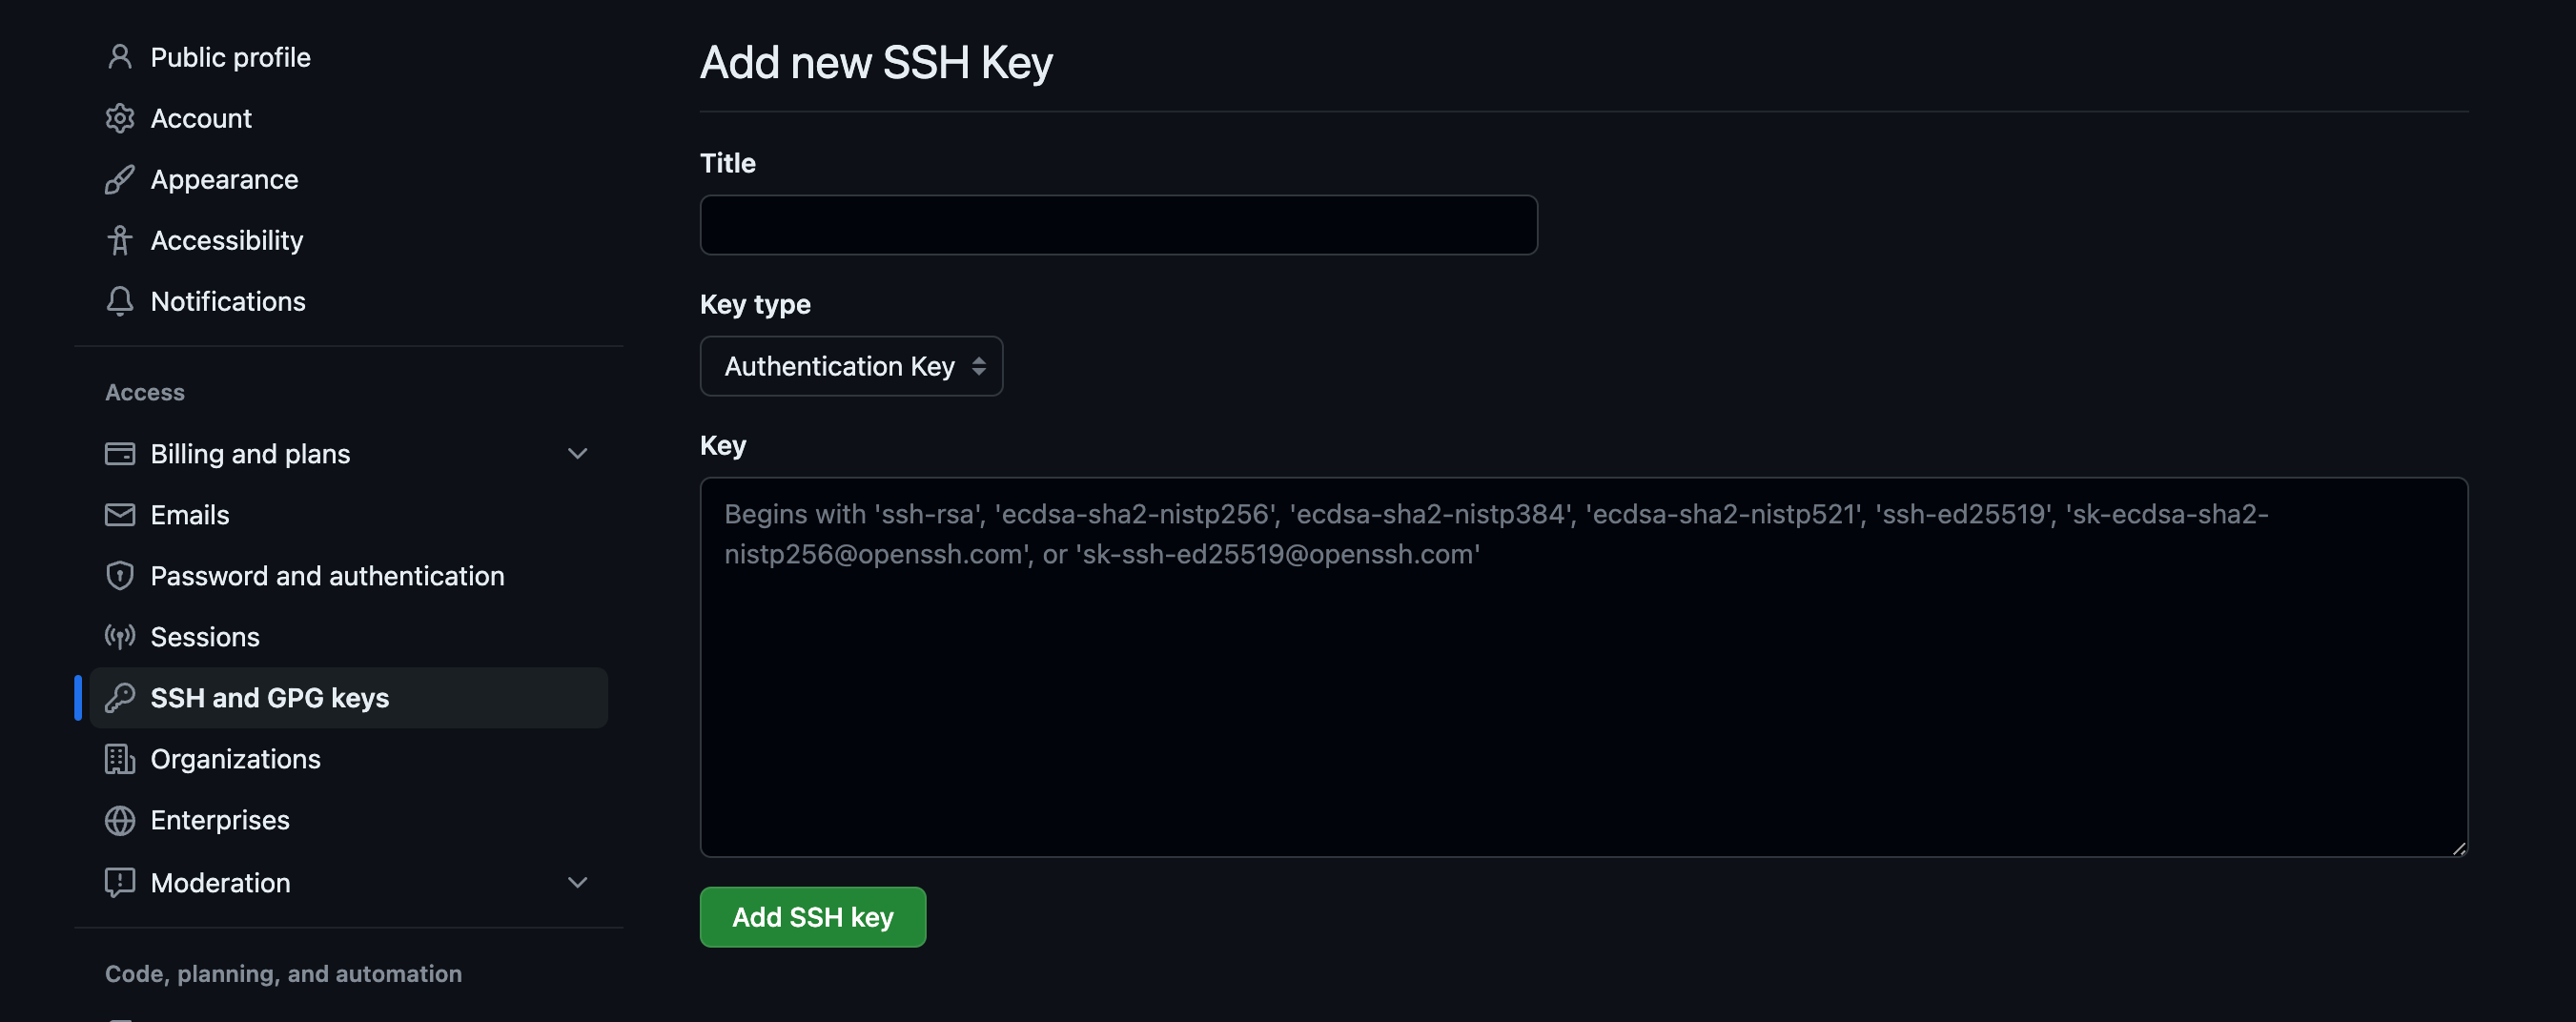 Public profile
Account
Appearance
Accessibility
Notifications
Access
Billing and plans
Emails
Password and authentication
Sessions
SSH and GPG keys
Organizations
Enterprises
Moderation
Code, planning, and automation
Add new SSH Key
Title
Key type
Authentication Key
Key
Begins with 'ssh-rsa', 'ecdsa-sha2-nistp256', 'ecdsa-sha2-nistp384', 'ecdsa-sha2-nistp521', 'ssh-ed25519', 'sk-ecdsa-sha2-
nistp256@openssh.com', or 'sk-ssh-ed25519@openssh.com'
Add SSH key